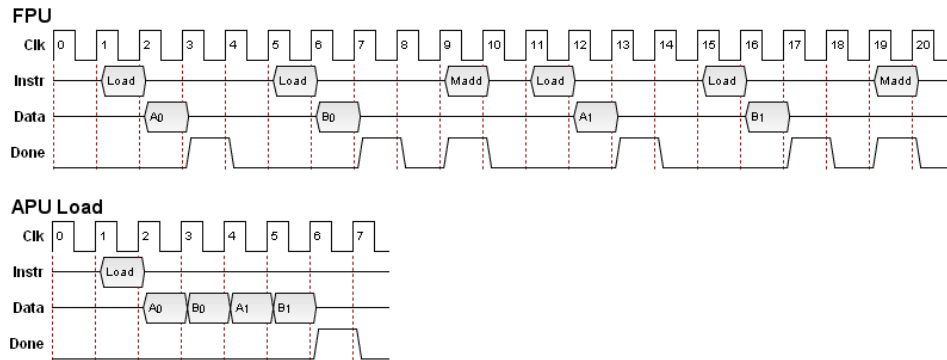 FPU
Clk 0 1 2 3 4 5 6 7 8 9 10 11 12 13 14 15 16 17 18 19 20
Instr Load Load Madd Load Load Madd
Data A0 B0 A1 B1
Done
APU Load
Clk 0 1 2 3 4 5 6 7
Instr Load
Data A0 B0 A1 B1
Done